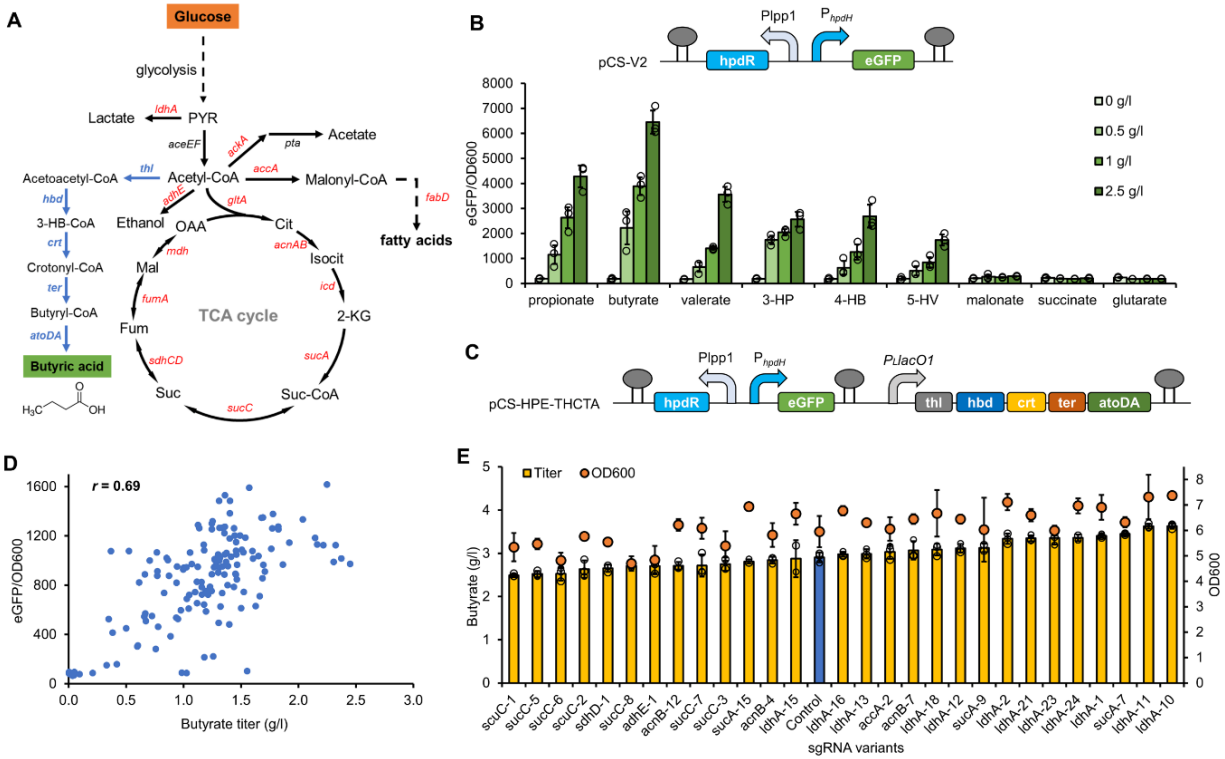 A
Glucose
glycolysis
Lactate
ldhA
PYR
aceEF
ackA
pta
Acetate
Acetoacetyl-CoA
thl
Acetyl-CoA
accA
Malonyl-CoA
hbd
adhE
gltA
fabD
3-HB-CoA
Ethanol
OAA
Cit
fatty acids
crt
mdh
acnAB
Crotonyl-CoA
Mal
Isocit
ter
fumA
icd
Butyryl-CoA
TCA cycle
2-KG
atoDA
Fum
Butyric acid
sdhCD
sucA
Suc
Suc-CoA
sucC
O
H3C
OH
B
Plpp1
PhpdH
pCS-V2
hpdR
eGFP
eGFP/OD600
8000
7000
6000
5000
4000
3000
2000
1000
0
0 g/l
0.5 g/l
1 g/l
2.5 g/l
propionate
butyrate
valerate
3-HP
4-HB
5-HV
malonate
succinate
glutarate
C
Plpp1
PhpdH
PLlacO1
pCS-HPE-THCTA
hpdR
eGFP
thl
hbd
crt
ter
atoDA
D
r = 0.69
eGFP/OD600
1600
1200
800
400
0
0.0
0.5
1.0
1.5
2.0
2.5
3.0
Butyrate titer (g/l)
E
Titer
OD600
Butyrate (g/l)
5
4
3
2
1
0
8
7
6
5
4
3
2
1
0
OD600
scuC-1
sucC-5
sucC-6
sucC-2
sdhD-1
sucC-8
adhE-1
acnB-12
sucC-7
sucC-3
sucA-15
acnB-4
ldhA-15
Control
ldhA-16
ldhA-13
accA-2
acnB-7
ldhA-18
ldhA-12
sucA-9
ldhA-2
ldhA-21
ldhA-23
ldhA-24
ldhA-1
sucA-7
ldhA-11
ldhA-10
sgRNA variants